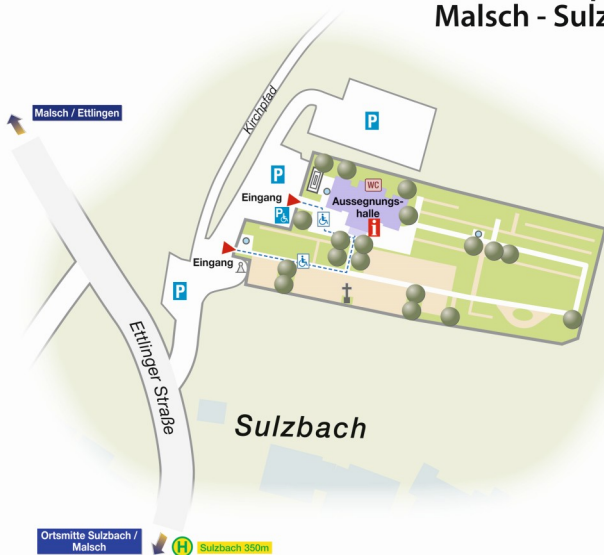 Malsch - Sulz
Malsch / Ettlingen
Kirchpfad
P
P
WC
Eingang
Aussegnungs-
halle
P
i
Eingang
P
Ettlinger Straße
Sulzbach
Ortsmitte Sulzbach /
Malsch
H
Sulzbach 350m